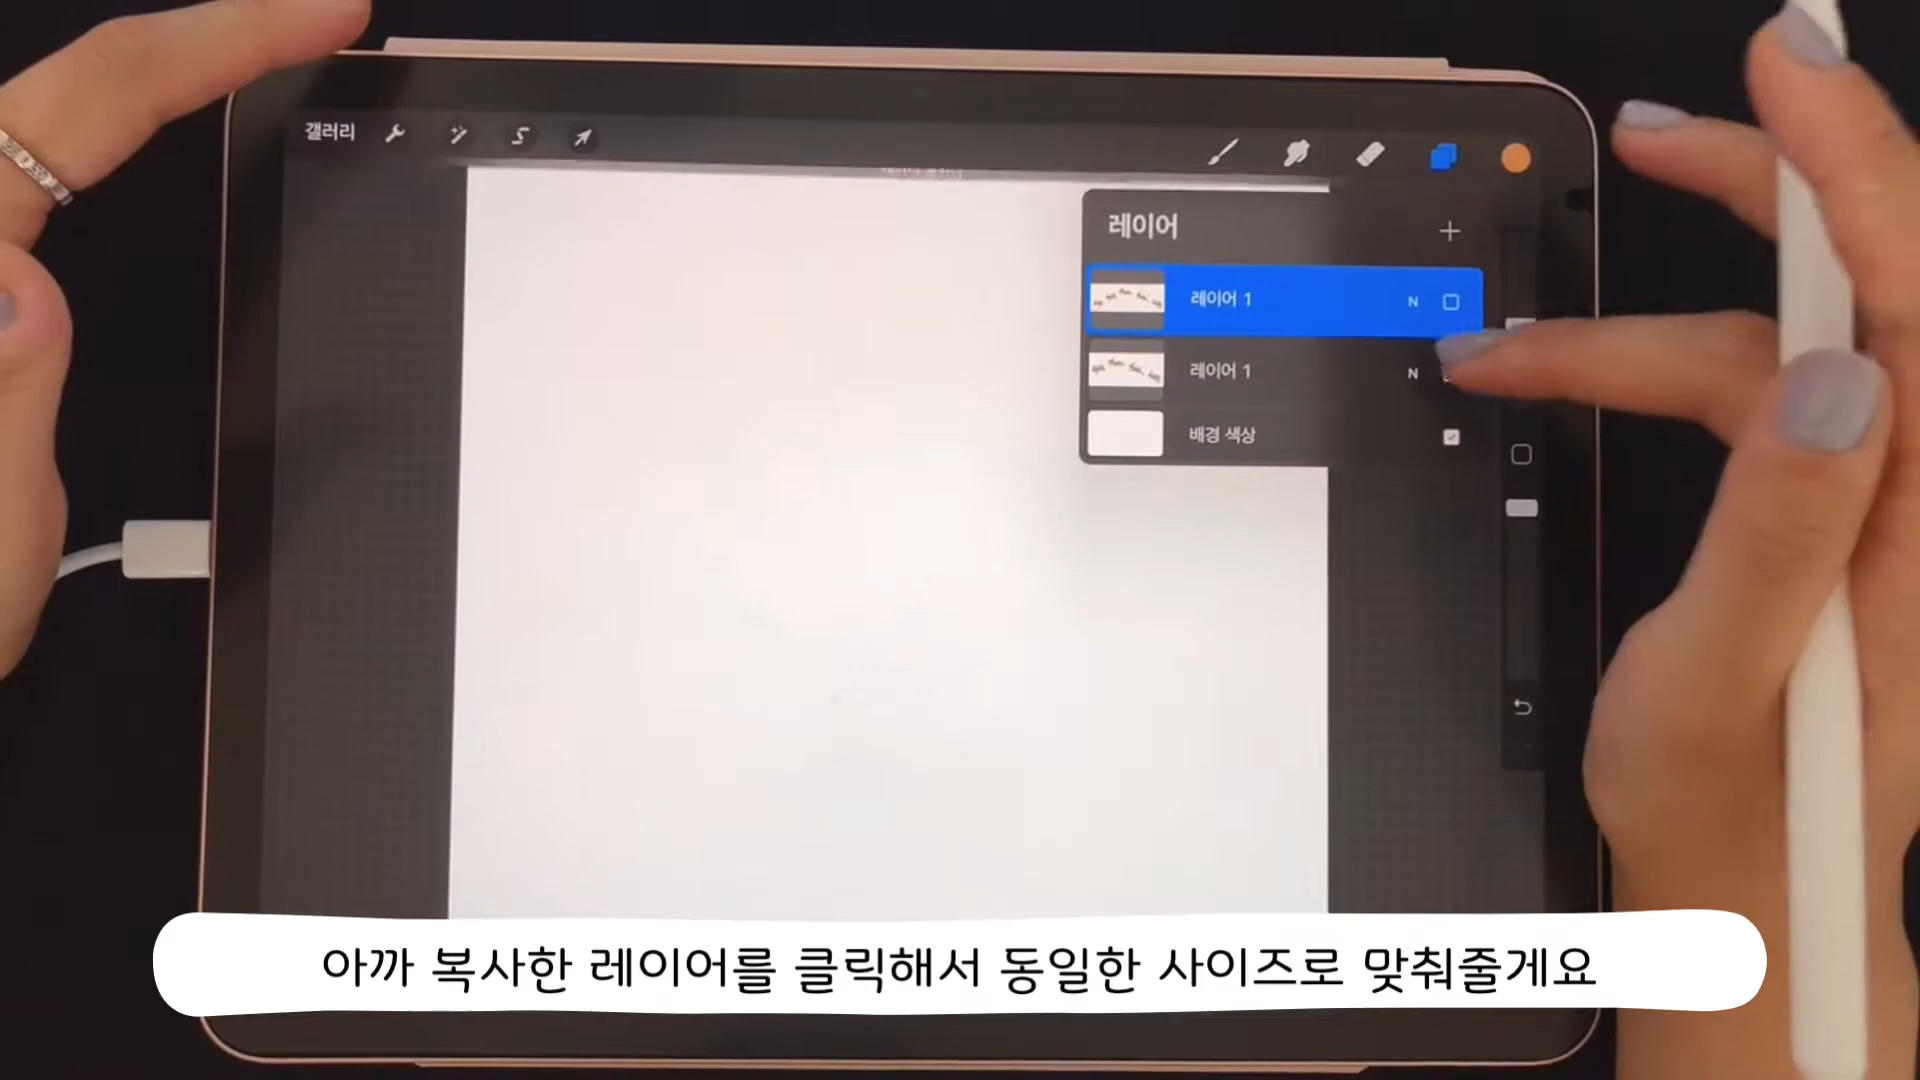 갤러리
레이어
레이어 1
N
레이어 1
N
배경 색상
아까 복사한 레이어를 클릭해서 동일한 사이즈로 맞춰줄게요